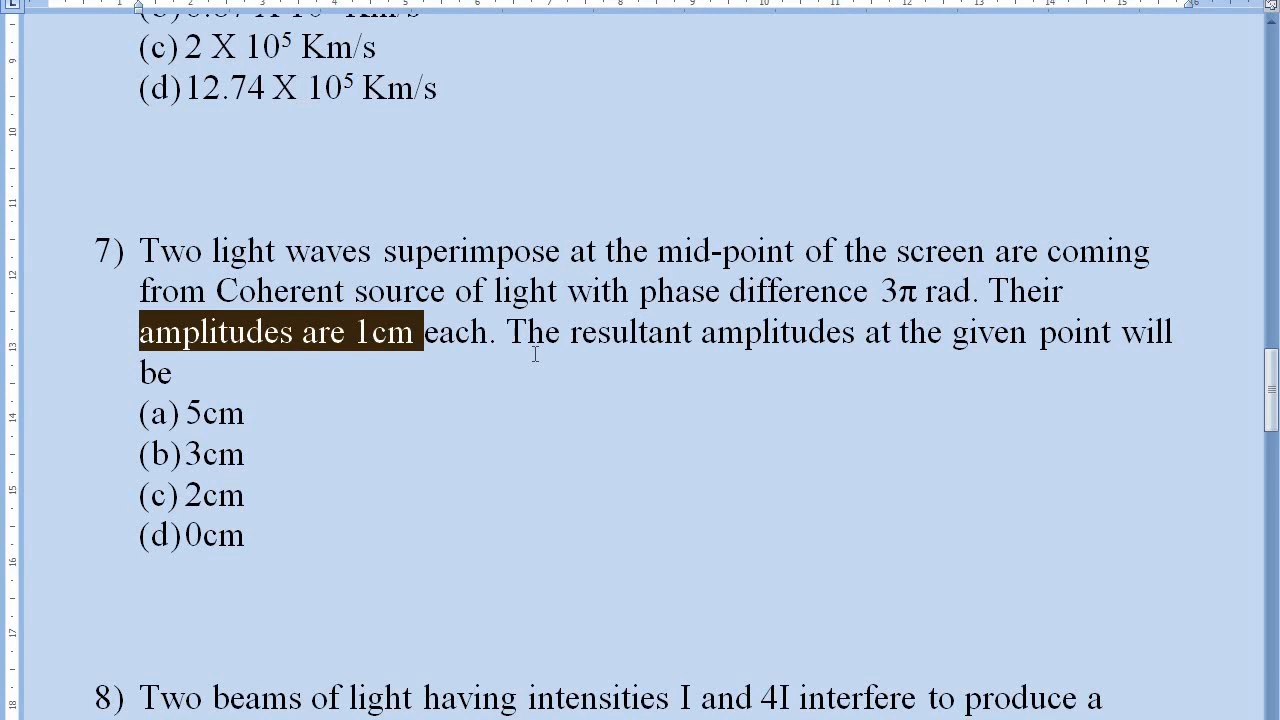 (c) 2 X 10⁵ Km/s
(d) 12.74 X 10⁵ Km/s
7) Two light waves superimpose at the mid-point of the screen are coming
from Coherent source of light with phase difference 3π rad. Their
amplitudes are 1cm each. The resultant amplitudes at the given point will
be
(a) 5cm
(b) 3cm
(c) 2cm
(d) 0cm
8) Two beams of light having intensities I and 4I interfere to produce a